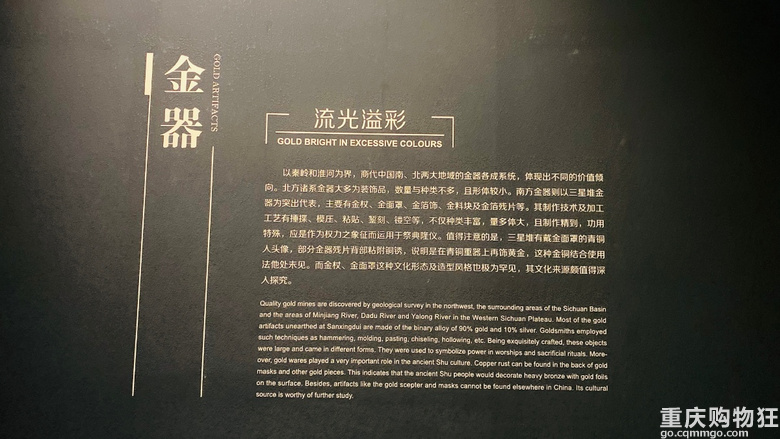 金器
GOLD ARTIFACTS
流光溢彩
GOLD BRIGHT IN EXCESSIVE COLOURS
以秦岭和淮河为界，商代中国南、北两大地域的金器各成系统，体现出不同的价值倾
向。北方诸系金器大多为装饰品，数量与种类不多，且形体较小。南方金器则以三星堆金
器为突出代表，主要有金杖、金面罩、金箔饰、金料块及金箔残片等。其制作技术及加工
工艺有捶揲、模压、粘贴、錾刻、镂空等，不仅种类丰富，量多体大，且制作精到，功用
特殊，应是作为权力之象征而运用于祭典隆仪。值得注意的是，三星堆有戴金面罩的青铜
人头像，部分金器残片背部粘附铜锈，说明是在青铜重器上再饰黄金，这种金铜结合使用
法他处未见。而金杖、金面罩这种文化形态及造型风格也极为罕见，其文化来源颇值得深
入探究。
Quality gold mines are discovered by geological survey in the northwest, the surrounding areas of the Sichuan Basin
and the areas of Minjiang River, Dadu River and Yalong River in the Western Sichuan Plateau. Most of the gold
artifacts unearthed at Sanxingdui are made of the binary alloy of 90% gold and 10% silver. Goldsmiths employed
such techniques as hammering, molding, pasting, chiseling, hollowing, etc. Being exquisitely crafted, these objects
were large and came in different forms. They were used to symbolize power in worships and sacrificial rituals. More-
over, gold wares played a very important role in the ancient Shu culture. Copper rust can be found in the back of gold
masks and other gold pieces. This indicates that the ancient Shu people would decorate heavy bronze with gold foils
on the surface. Besides, artifacts like the gold scepter and masks cannot be found elsewhere in China. Its cultural
source is worthy of further study.
重庆购物狂
go.cqmmgo.com